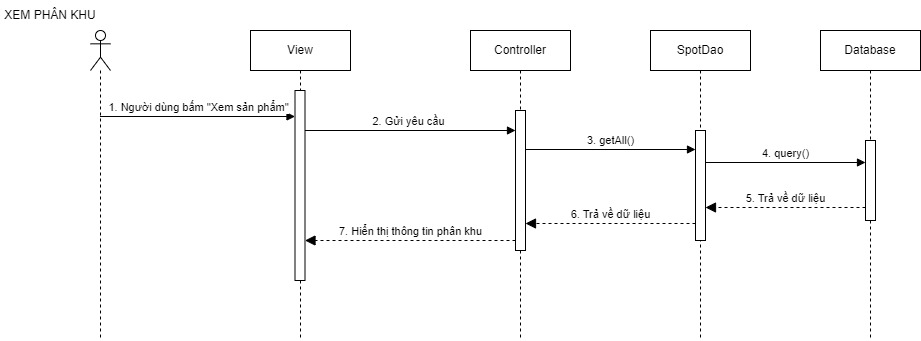 XEM PHÂN KHU
View
Controller
SpotDao
Database
1. Người dùng bấm "Xem sản phẩm"
2. Gửi yêu cầu
3. getAll()
4. query()
5. Trả về dữ liệu
6. Trả về dữ liệu
7. Hiển thị thông tin phân khu